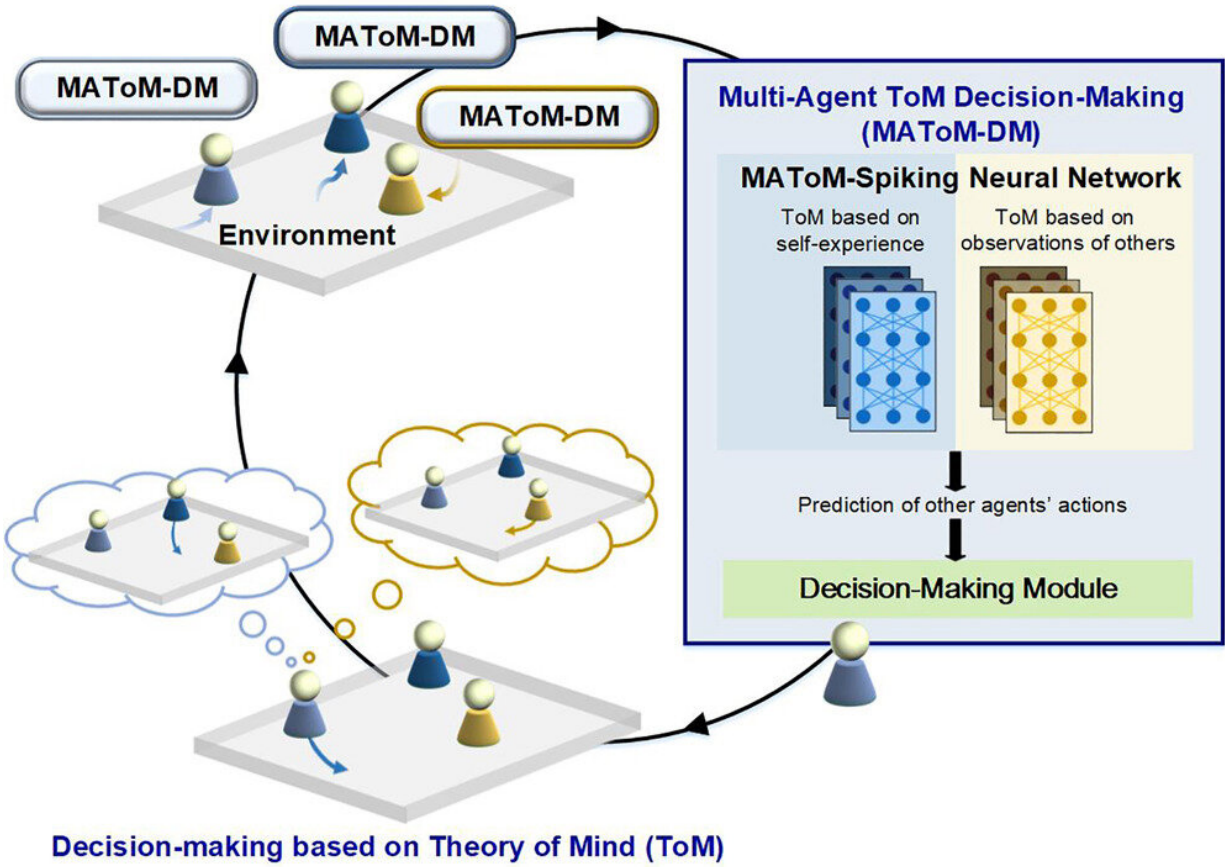 MAToM-DM
MAToM-DM
MAToM-DM
Environment
Multi-Agent ToM Decision-Making
(MAToM-DM)
MAToM-Spiking Neural Network
ToM based on
self-experience
ToM based on
observations of others
Prediction of other agents' actions
Decision-Making Module
Decision-making based on Theory of Mind (ToM)